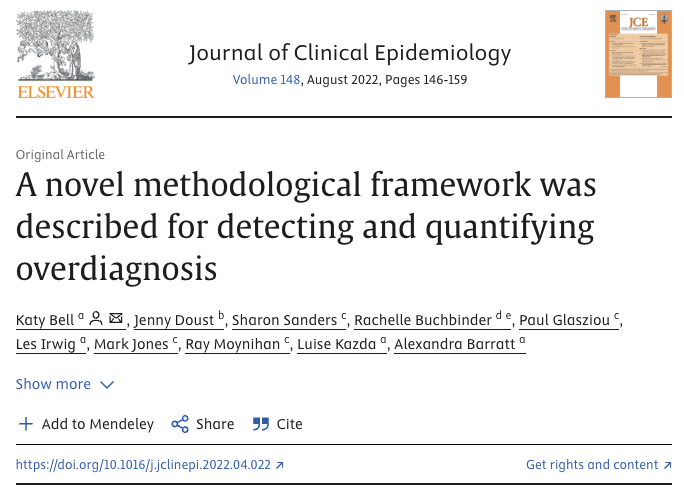 ELSEVIER
Journal of Clinical Epidemiology
Volume 148, August 2022, Pages 146-159
JCE
Original Article
A novel methodological framework was
described for detecting and quantifying
overdiagnosis
Katy Bell a, Jenny Doust b, Sharon Sanders c, Rachelle Buchbinder d e, Paul Glasziou c,
Les Irwig a, Mark Jones c, Ray Moynihan c, Luise Kazda a, Alexandra Barratt a
Show more
Add to Mendeley Share Cite
https://doi.org/10.1016/j.jclinepi.2022.04.022
Get rights and content